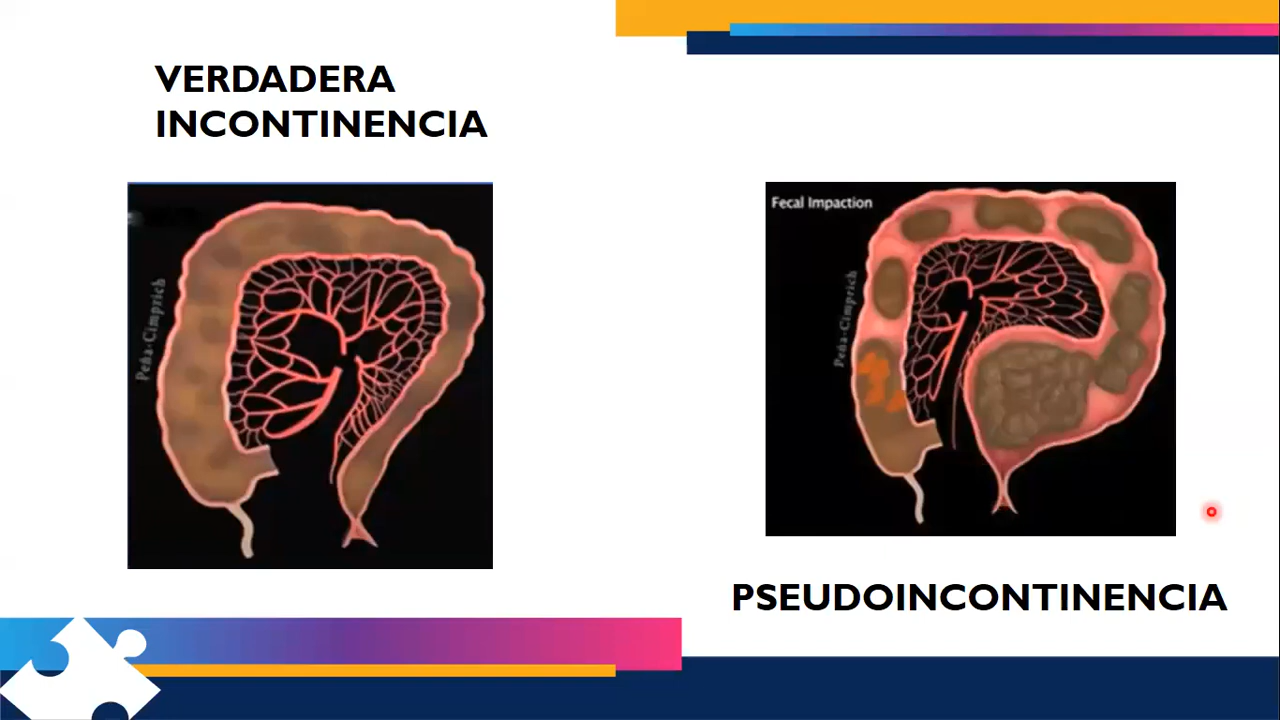 VERDADERA
INCONTINENCIA
Peña-Cimprich
Fecal Impaction
Peña-Cimprich
PSEUDOINCONTINENCIA